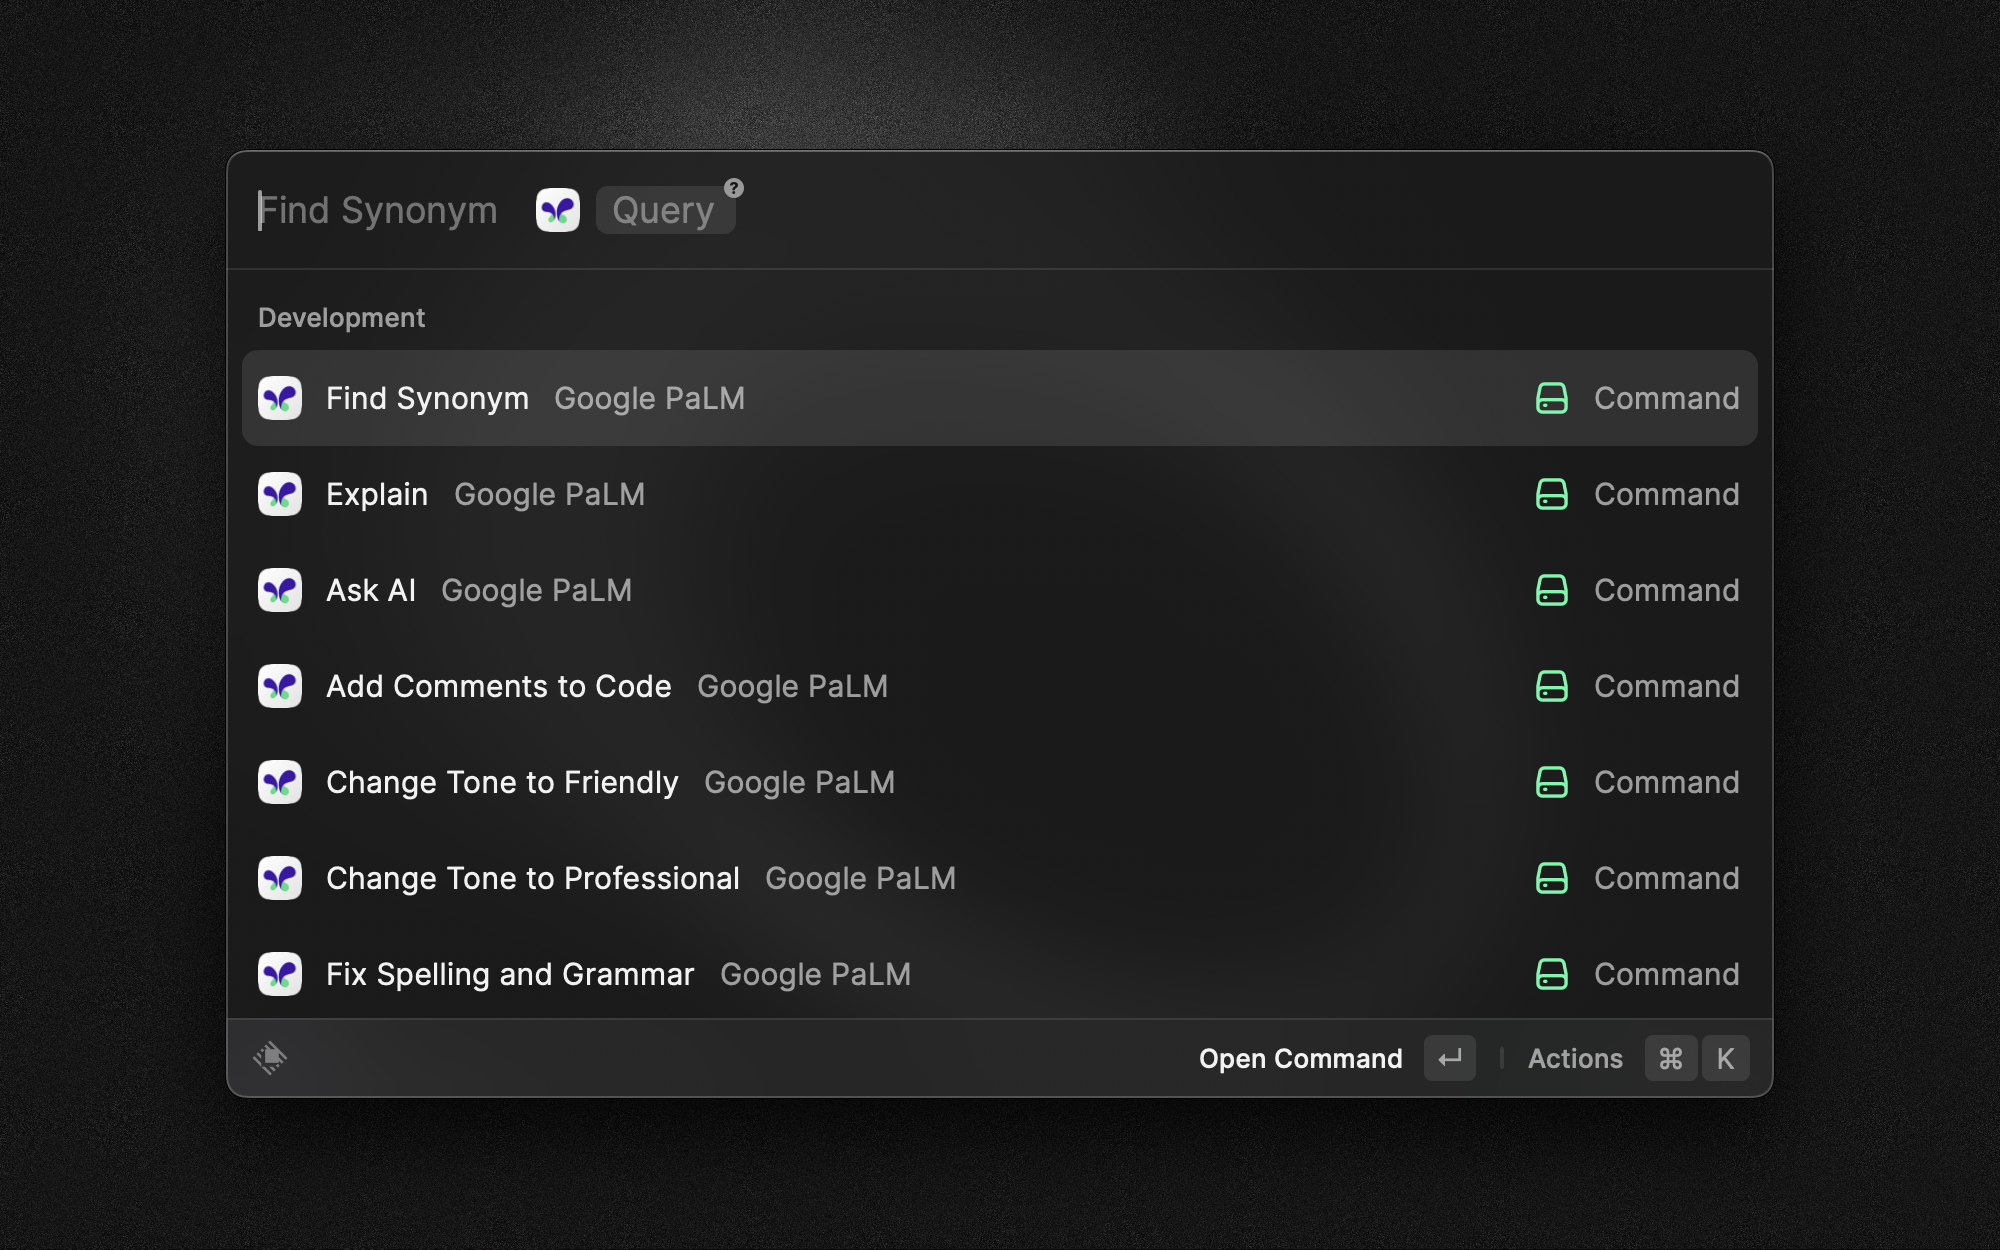 Find Synonym Query ?
Development
Find Synonym Google PaLM Command
Explain Google PaLM Command
Ask AI Google PaLM Command
Add Comments to Code Google PaLM Command
Change Tone to Friendly Google PaLM Command
Change Tone to Professional Google PaLM Command
Fix Spelling and Grammar Google PaLM Command
Open Command ↵ Actions ⌘ K